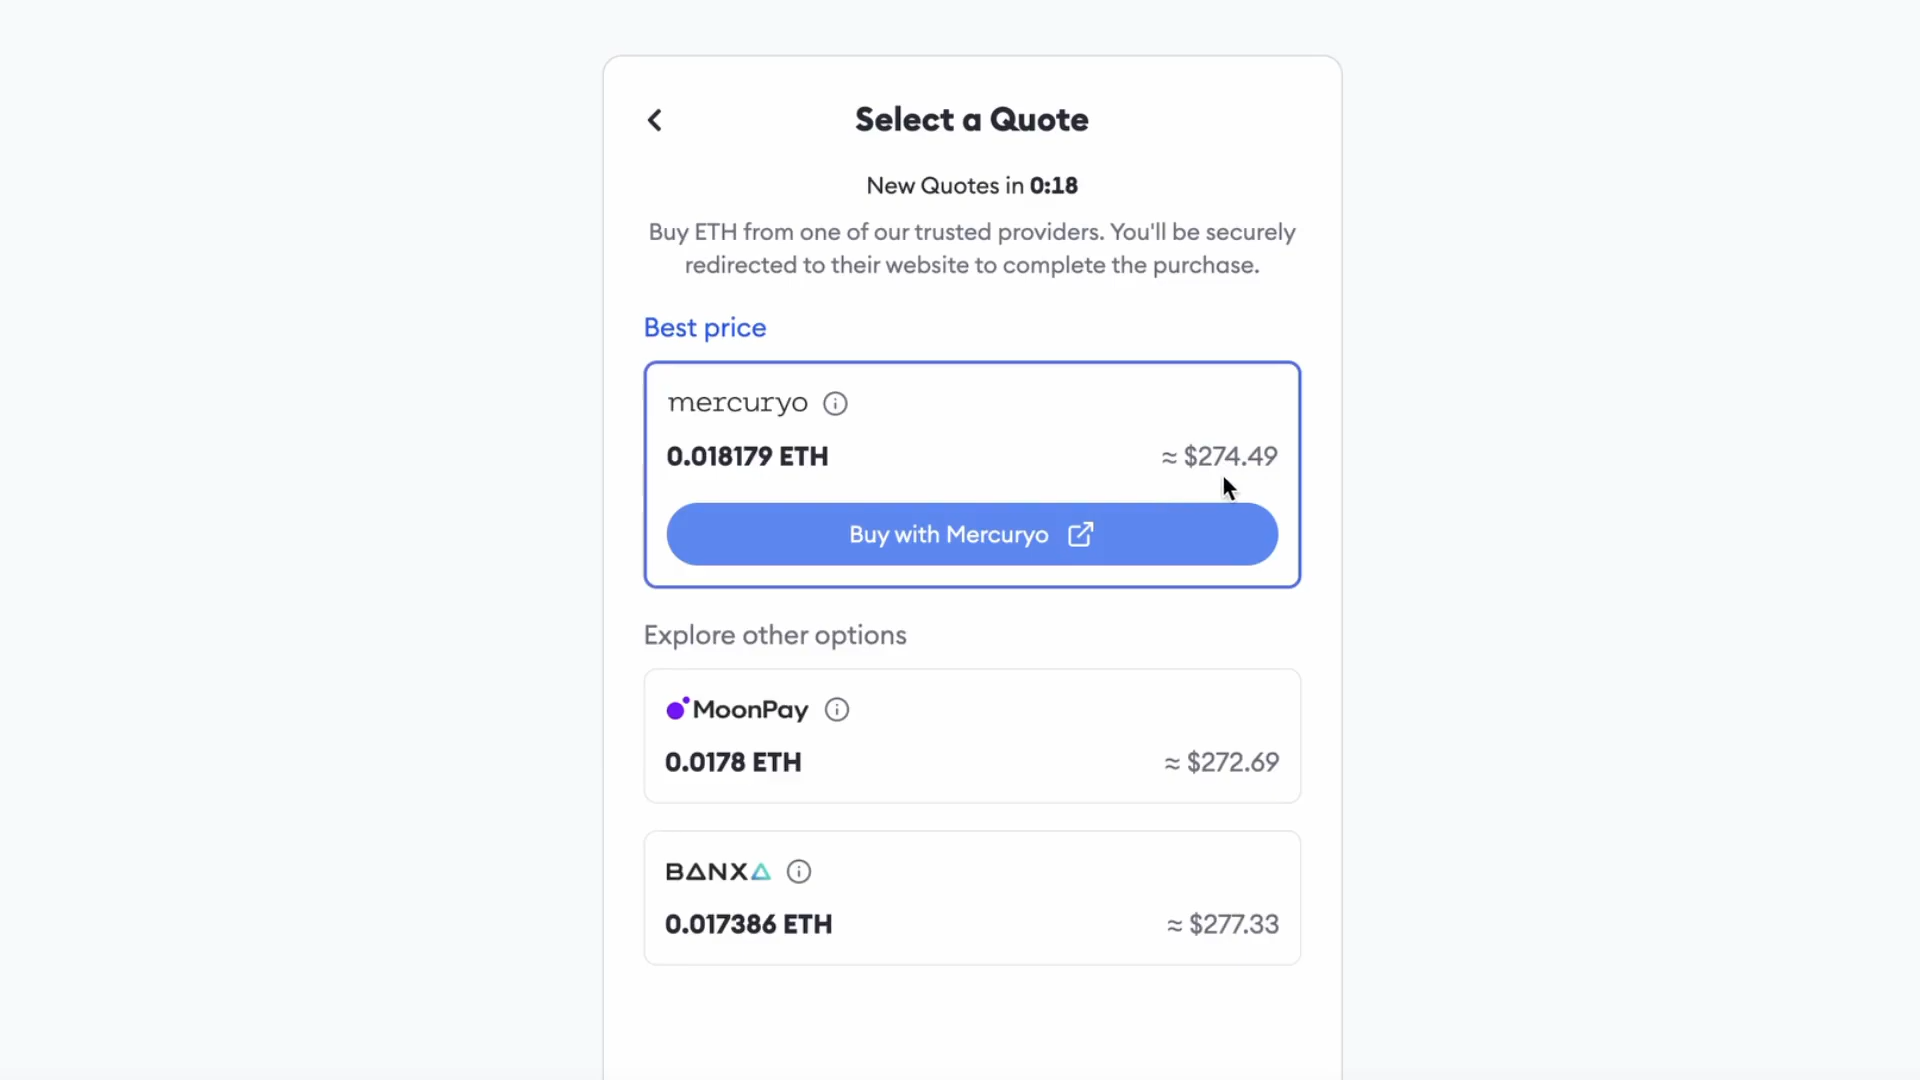 Select a Quote
New Quotes in 0:18
Buy ETH from one of our trusted providers. You'll be securely
redirected to their website to complete the purchase.
Best price
mercuryo
0.018179 ETH ≈ $274.49
Buy with Mercuryo
Explore other options
MoonPay
0.0178 ETH ≈ $272.69
BANXA
0.017386 ETH ≈ $277.33